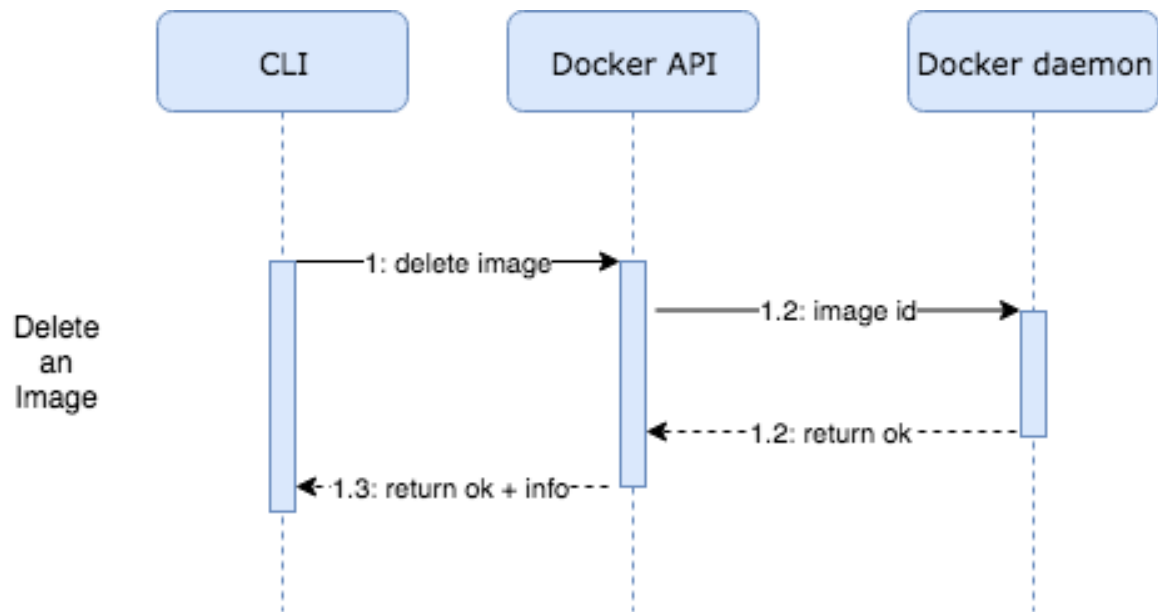 CLI
Docker API
Docker daemon
1: delete image
1.2: image id
Delete
an
Image
1.2: return ok
1.3: return ok + info